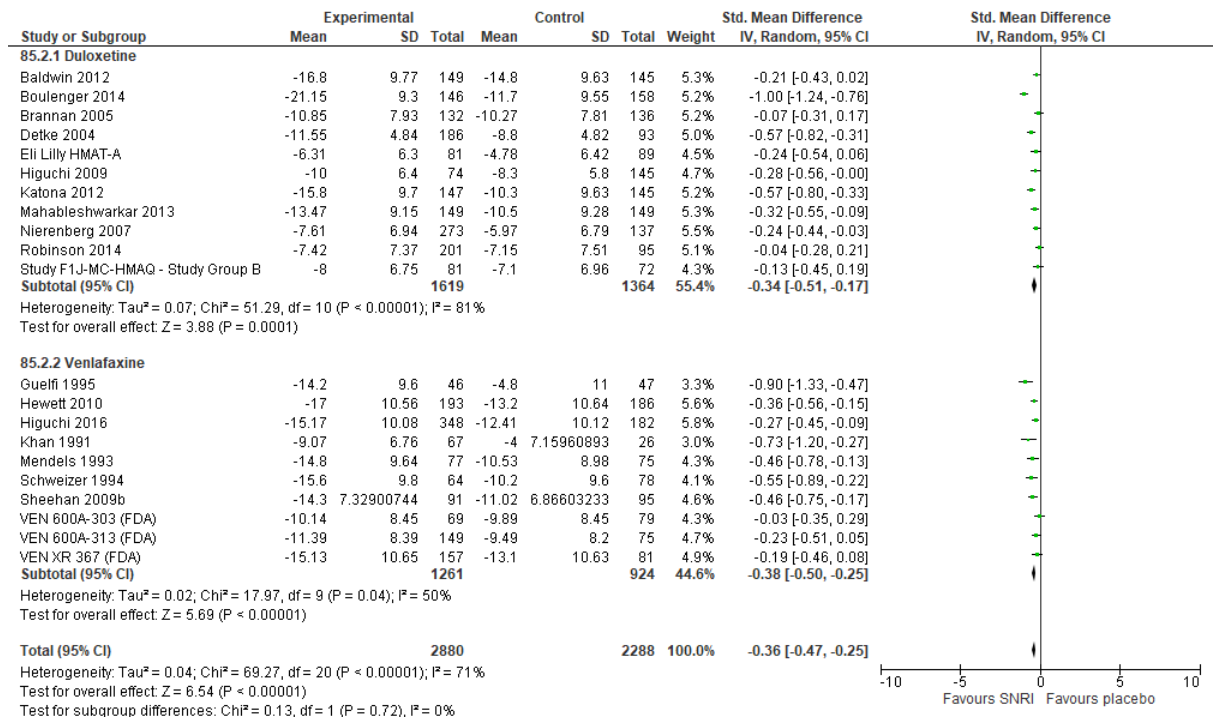 Experimental Control Std. Mean Difference Std. Mean Difference
Study or Subgroup Mean SD Total Mean SD Total Weight IV, Random, 95% CI IV, Random, 95% CI
85.2.1 Duloxetine
Baldwin 2012 -16.8 9.77 149 -14.8 9.63 145 5.3% -0.21 [-0.43, 0.02]
Boulenger 2014 -21.15 9.3 146 -11.7 9.55 158 5.2% -1.00 [-1.24, -0.76]
Brannan 2005 -10.85 7.93 132 -10.27 7.81 136 5.1% -0.07 [-0.31, 0.17]
Detke 2004 -11.55 4.84 186 -8.8 4.82 93 5.0% -0.57 [-0.82, -0.31]
Eli Lilly HMAT-A -6.31 6.3 81 -4.78 6.42 89 4.5% -0.24 [-0.54, 0.06]
Higuchi 2009 -10 6.4 74 -8.3 5.8 145 4.7% -0.28 [-0.56, -0.00]
Katona 2012 -15.8 9.7 147 -10.3 9.63 145 5.2% -0.57 [-0.80, -0.33]
Mahableshwarkar 2013 -13.47 9.15 149 -10.5 9.28 149 5.3% -0.32 [-0.55, -0.09]
Nierenberg 2007 -7.61 6.94 273 -5.97 6.79 137 5.6% -0.24 [-0.44, -0.03]
Robinson 2014 -7.42 7.37 201 -7.15 7.51 95 5.1% -0.04 [-0.28, 0.21]
Study F1J-MC-HMAQ - Study Group B -8 6.75 81 -7.1 6.96 72 4.3% -0.13 [-0.45, 0.19]
Subtotal (95% CI) 1619 1364 55.4% -0.34 [-0.51, -0.17]
Heterogeneity: Tau² = 0.07; Chi² = 51.29, df = 10 (P < 0.00001); I² = 81%
Test for overall effect: Z = 3.88 (P = 0.0001)
85.2.2 Venlafaxine
Guelfi 1995 -14.2 9.6 46 -4.8 11 47 3.3% -0.90 [-1.33, -0.47]
Hewett 2010 -17 10.56 193 -13.2 10.64 186 5.6% -0.36 [-0.56, -0.15]
Higuchi 2016 -15.17 10.08 348 -12.41 10.12 182 5.8% -0.27 [-0.45, -0.09]
Khan 1991 -9.07 6.76 67 -4 7.15960893 26 3.0% -0.73 [-1.20, -0.27]
Mendels 1993 -14.8 9.64 77 -10.53 8.98 75 4.3% -0.46 [-0.78, -0.13]
Schweizer 1994 -15.6 9.8 64 -10.2 9.6 78 4.1% -0.55 [-0.89, -0.22]
Sheehan 2009b -14.3 7.32900744 91 -11.02 6.86603233 95 4.6% -0.46 [-0.75, -0.17]
VEN 600A-303 (FDA) -10.14 8.45 69 -9.89 8.45 79 4.3% -0.03 [-0.35, 0.29]
VEN 600A-313 (FDA) -11.39 8.39 149 -9.49 8.2 75 4.7% -0.23 [-0.51, 0.05]
VEN XR 367 (FDA) -15.13 10.65 157 -13.1 10.63 81 4.9% -0.19 [-0.46, 0.08]
Subtotal (95% CI) 1261 924 44.6% -0.38 [-0.50, -0.25]
Heterogeneity: Tau² = 0.02; Chi² = 17.97, df = 9 (P = 0.04); I² = 50%
Test for overall effect: Z = 5.69 (P < 0.00001)
Total (95% CI) 2880 2288 100.0% -0.36 [-0.47, -0.25]
Heterogeneity: Tau² = 0.04; Chi² = 69.27, df = 20 (P < 0.00001); I² = 71%
Test for overall effect: Z = 6.54 (P < 0.00001)
Test for subgroup differences: Chi² = 0.13, df = 1 (P = 0.72), I² = 0%
-10 -5 0 5 10
Favours SNRI Favours placebo